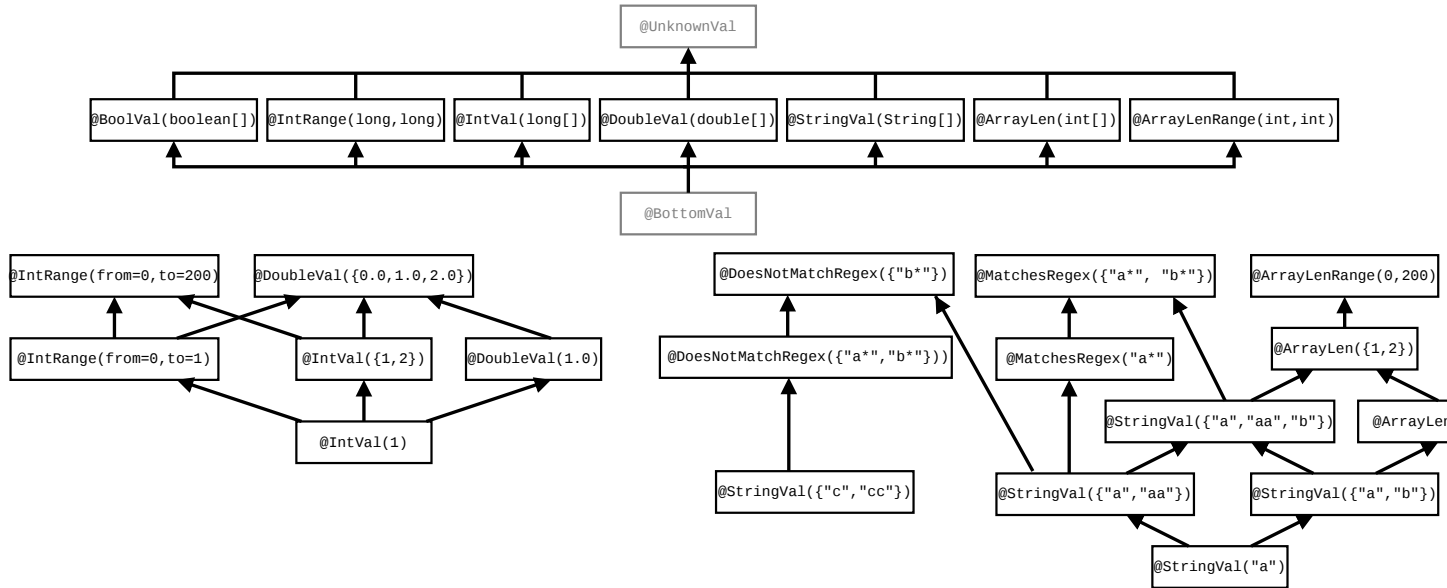 @UnknownVal
@BoolVal(boolean[])
@IntRange(long,long)
@IntVal(long[])
@DoubleVal(double[])
@StringVal(String[])
@ArrayLen(int[])
@ArrayLenRange(int,int)
@BottomVal
@IntRange(from=0,to=200)
@DoubleVal({0.0,1.0,2.0})
@DoesNotMatchRegex({"b*"})
@MatchesRegex({"a*", "b*"})
@ArrayLenRange(0,200)
@IntRange(from=0,to=1)
@IntVal({1,2})
@DoubleVal(1.0)
@DoesNotMatchRegex({"a*","b*"}))
@MatchesRegex("a*")
@ArrayLen({1,2})
@StringVal({"a","aa","b"})
@ArrayLen
@IntVal(1)
@StringVal({"c","cc"})
@StringVal({"a","aa"})
@StringVal({"a","b"})
@StringVal("a")